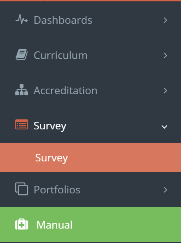 Dashboards
Curriculum
Accreditation
Survey
Survey
Portfolios
Manual